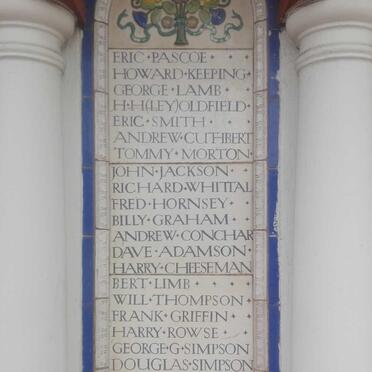 ERIC · PASCOE
HOWARD · KEEPING ·
GEORGE · LAMB · ·
H · H(LEY)OLDFIELD ·
ERIC · SMITH · · ·
ANDREW · CUTHBERT
TOMMY · MORTON ·
JOHN · JACKSON ·
RICHARD · WHITTAL
FRED · HORNSEY ·
BILLY · GRAHAM · ·
ANDREW · CONCHAR
DAVE · ADAMSON ·
HARRY · CHEESEMAN
BERT · LIMB · · ·
WILL · THOMPSON ·
FRANK · GRIFFIN ·
HARRY · ROWSE · ·
GEORGE · G · SIMPSON
DOUGLAS · SIMPSON